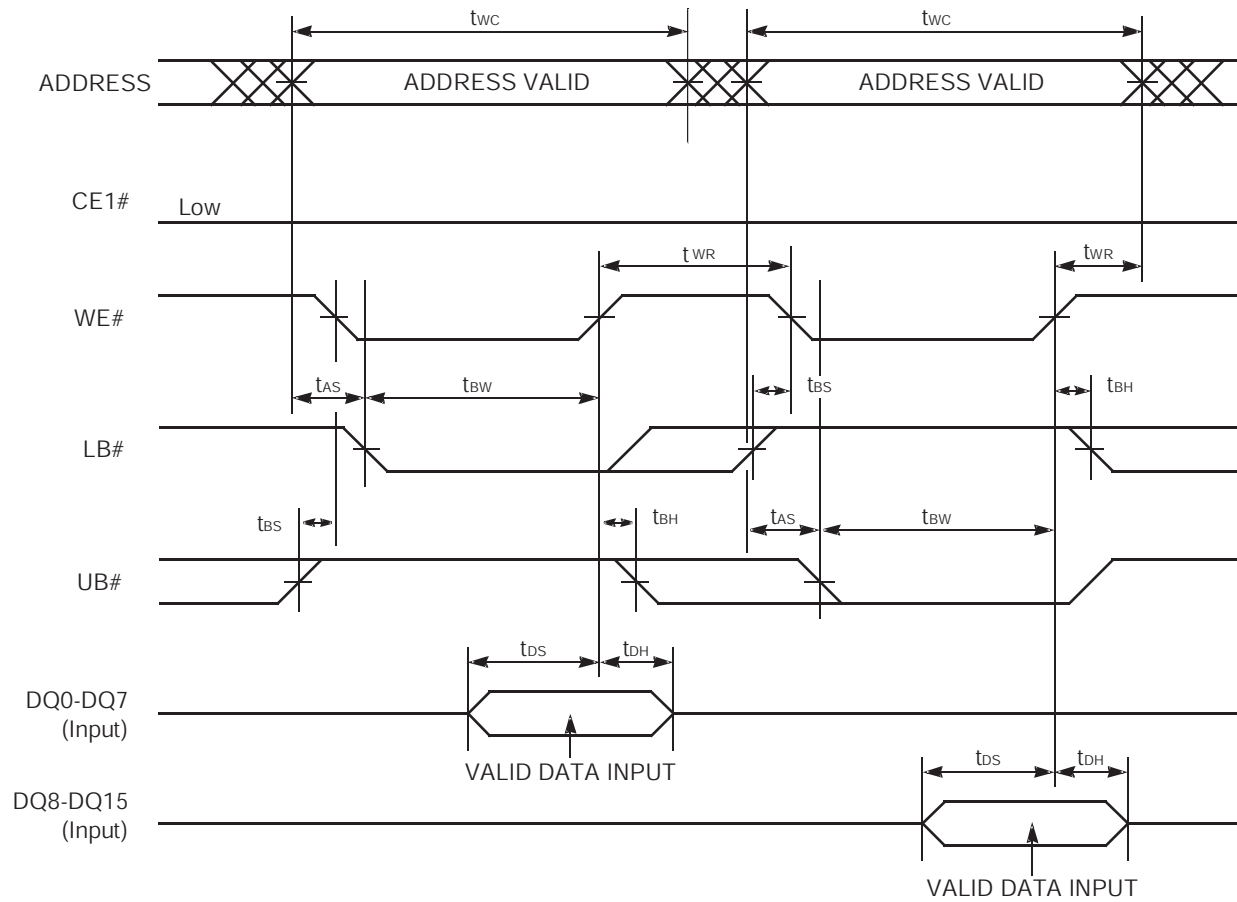 tWC
tWC
ADDRESS
ADDRESS VALID
ADDRESS VALID
CE1#
Low
tWR
tWR
WE#
tAS
tBW
tBS
tBH
LB#
tBS
tBH
tAS
tBW
UB#
tDS
tDH
DQ0-DQ7
(Input)
VALID DATA INPUT
tDS
tDH
DQ8-DQ15
(Input)
VALID DATA INPUT